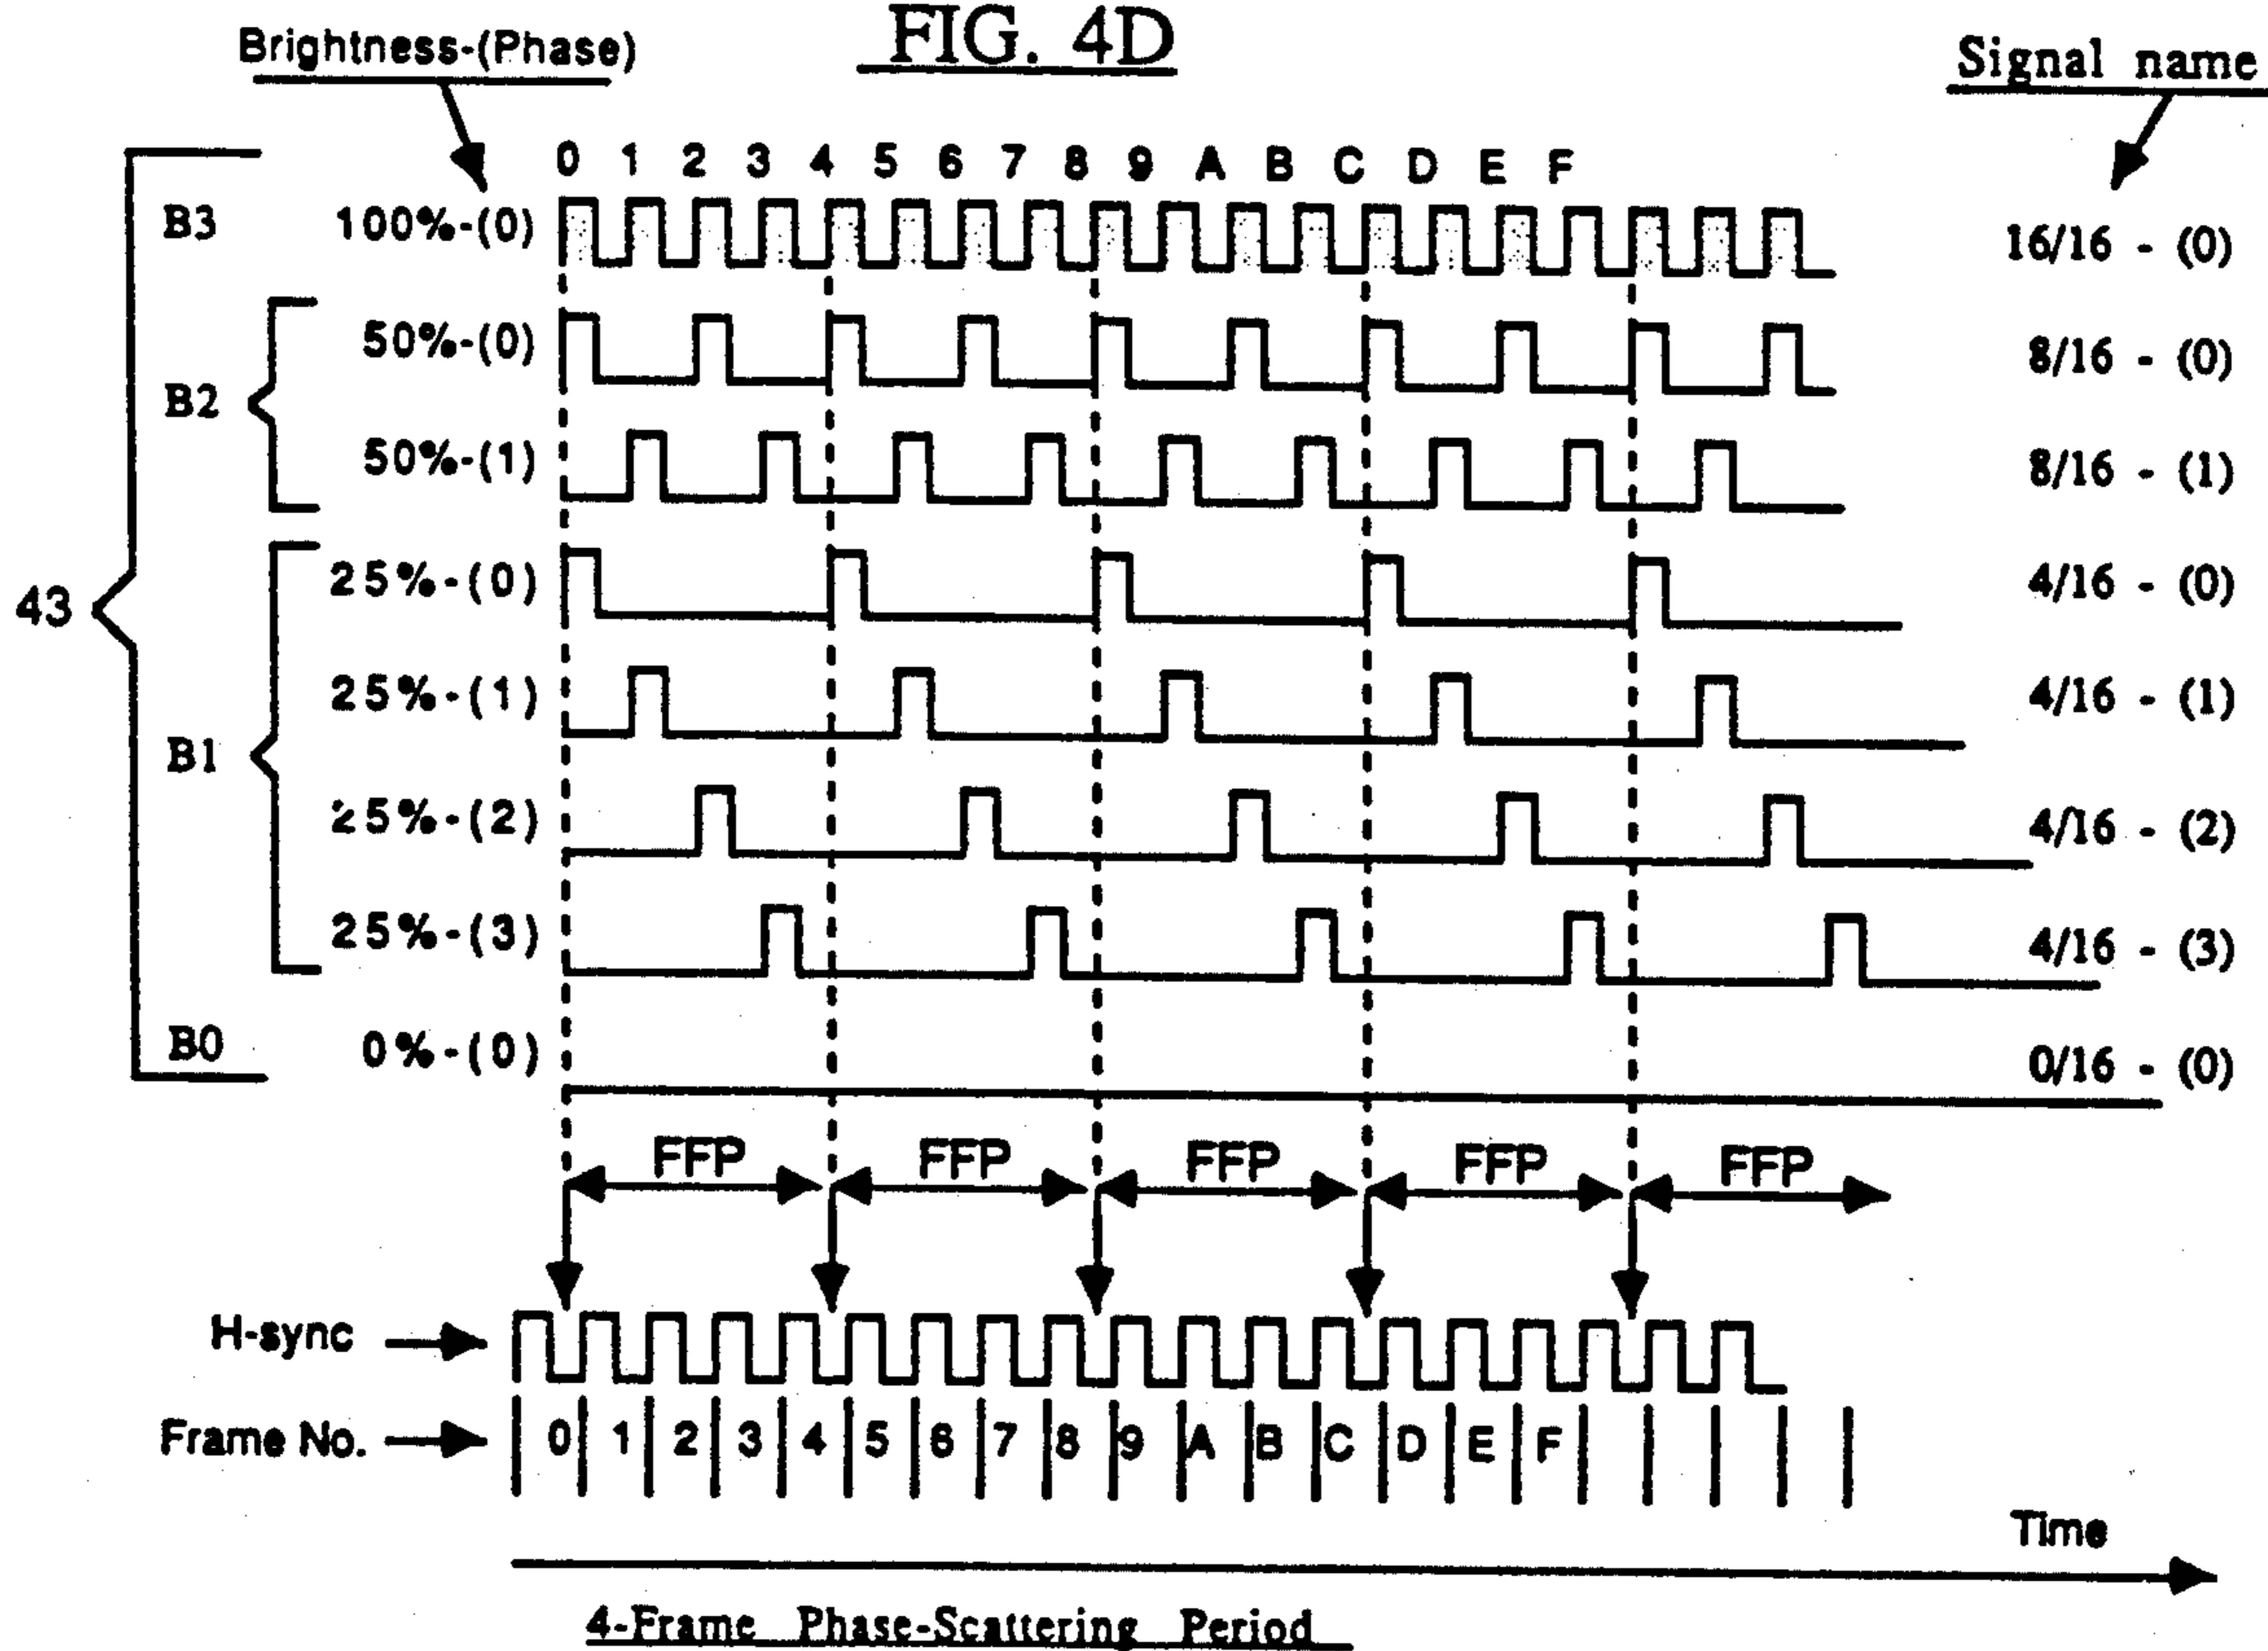 FIG. 4D
Brightness-(Phase)
Signal name
0 1 2 3 4 5 6 7 8 9 A B C D E F
B3 100%-(0) 16/16 - (0)
50%-(0) 8/16 - (0)
B2
50%-(1) 8/16 - (1)
25%-(0) 4/16 - (0)
43
25%-(1) 4/16 - (1)
B1
25%-(2) 4/16 - (2)
25%-(3) 4/16 - (3)
B0 0%-(0) 0/16 - (0)
FFP FFP FFP FFP FFP
H-sync
Frame No. 0 1 2 3 4 5 6 7 8 9 A B C D E F
Time
4-Frame Phase-Scattering Period